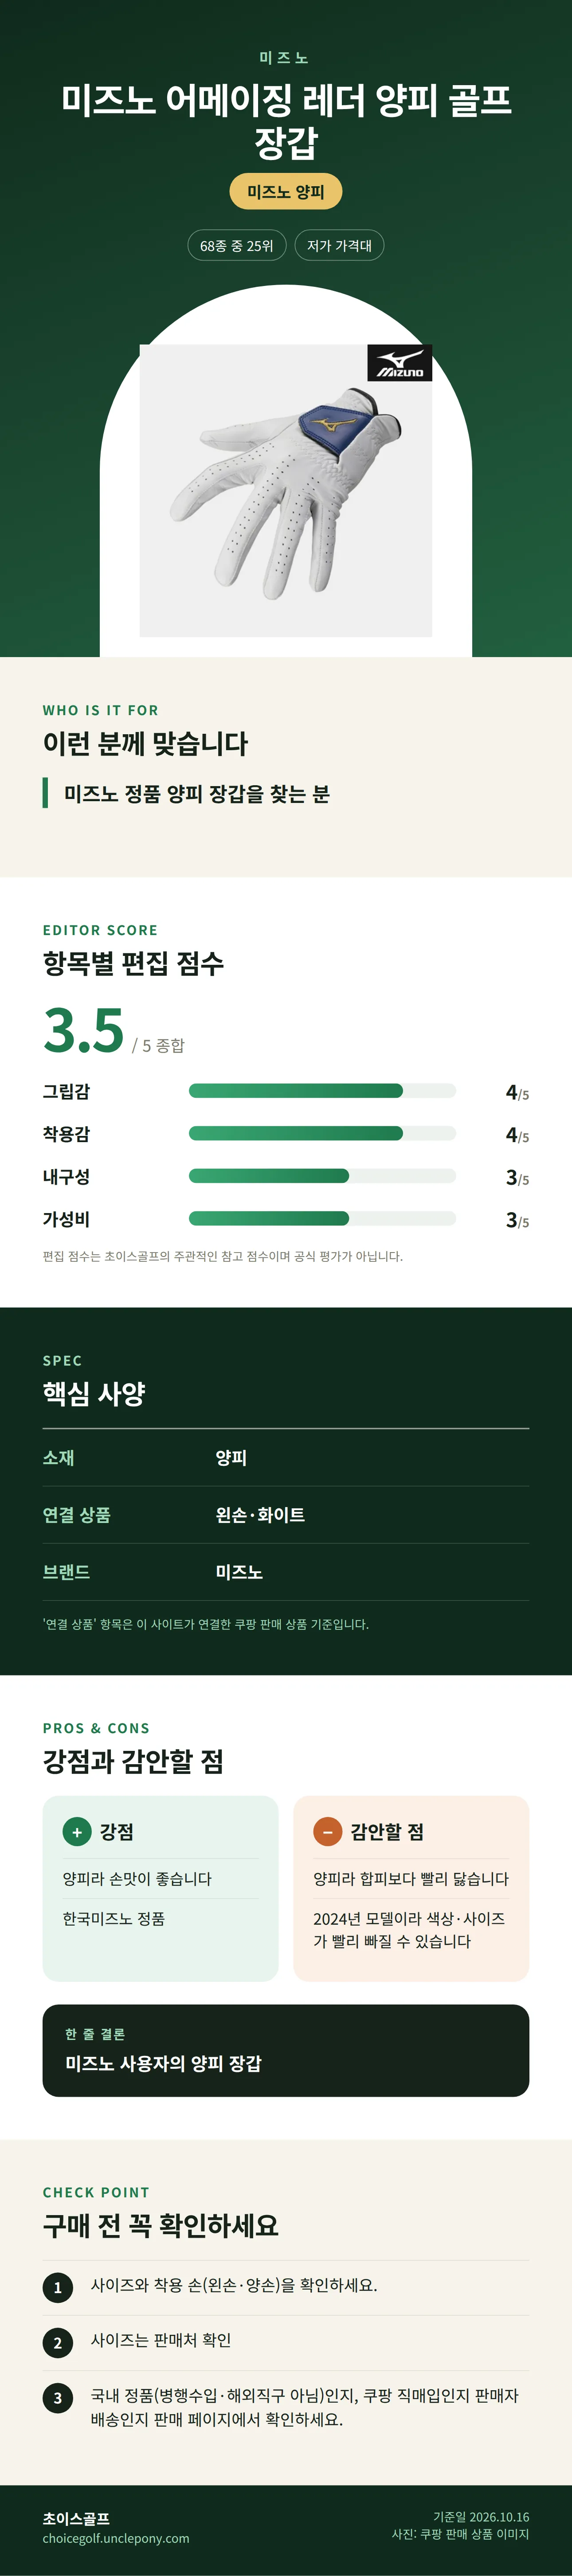 미즈노
미즈노 어메이징 레더 양피 골프
장갑
미즈노 양피
68종 중 25위
저가 가격대
MIZUNO
WHO IS IT FOR
이런 분께 맞습니다
미즈노 정품 양피 장갑을 찾는 분
EDITOR SCORE
항목별 편집 점수
3.5 / 5 종합
그립감 4/5
착용감 4/5
내구성 3/5
가성비 3/5
편집 점수는 초이스골프의 주관적인 참고 점수이며 공식 평가가 아닙니다.
SPEC
핵심 사양
소재 양피
연결 상품 왼손·화이트
브랜드 미즈노
'연결 상품' 항목은 이 사이트가 연결한 쿠팡 판매 상품 기준입니다.
PROS & CONS
강점과 감안할 점
+ 강점
양피라 손맛이 좋습니다
한국미즈노 정품
− 감안할 점
양피라 합피보다 빨리 닳습니다
2024년 모델이라 색상·사이즈
가 빨리 빠질 수 있습니다
한 줄 결론
미즈노 사용자의 양피 장갑
CHECK POINT
구매 전 꼭 확인하세요
1 사이즈와 착용 손(왼손·양손)을 확인하세요.
2 사이즈는 판매처 확인
3 국내 정품(병행수입·해외직구 아님)인지, 쿠팡 직매입인지 판매자
배송인지 판매 페이지에서 확인하세요.
초이스골프
choicegolf.unclepony.com
기준일 2026.10.16
사진: 쿠팡 판매 상품 이미지